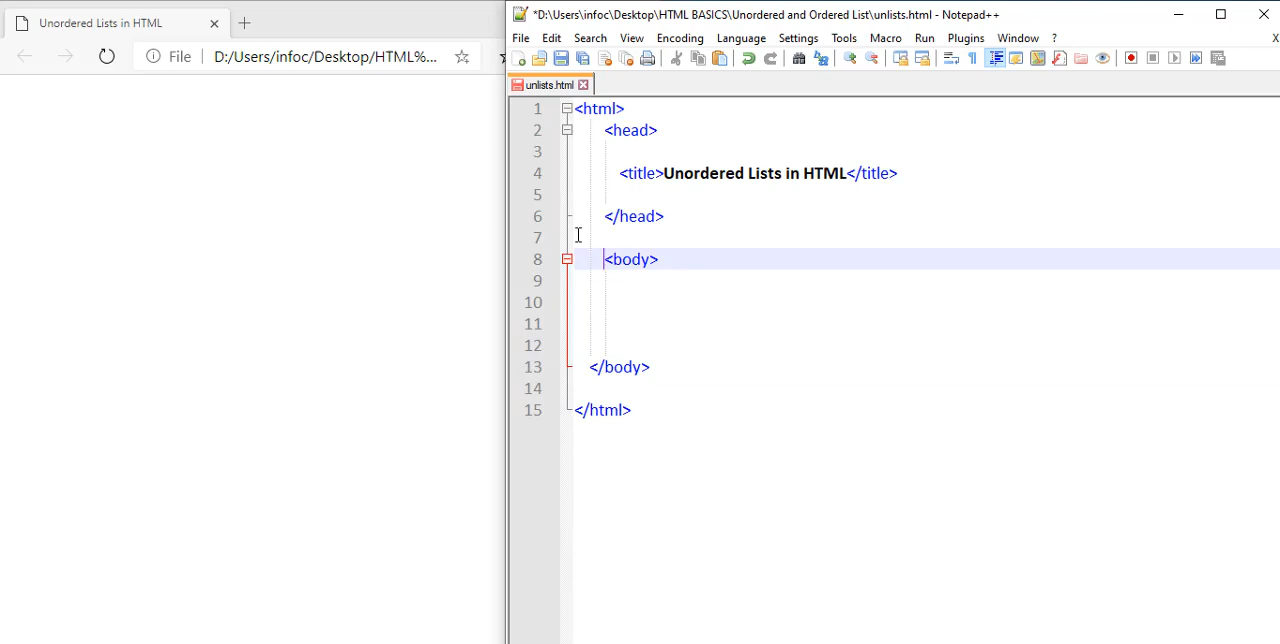 Unordered Lists in HTML
File D:/Users/infoc/Desktop/HTML%...
*D:\Users\infoc\Desktop\HTML BASICS\Unordered and Ordered List\unlists.html - Notepad++
File Edit Search View Encoding Language Settings Tools Macro Run Plugins Window ? X
unlists.html
1 <html>
2 <head>
3
4 <title>Unordered Lists in HTML</title>
5
6 </head>
7
8 <body>
9
10
11
12
13 </body>
14
15 </html>